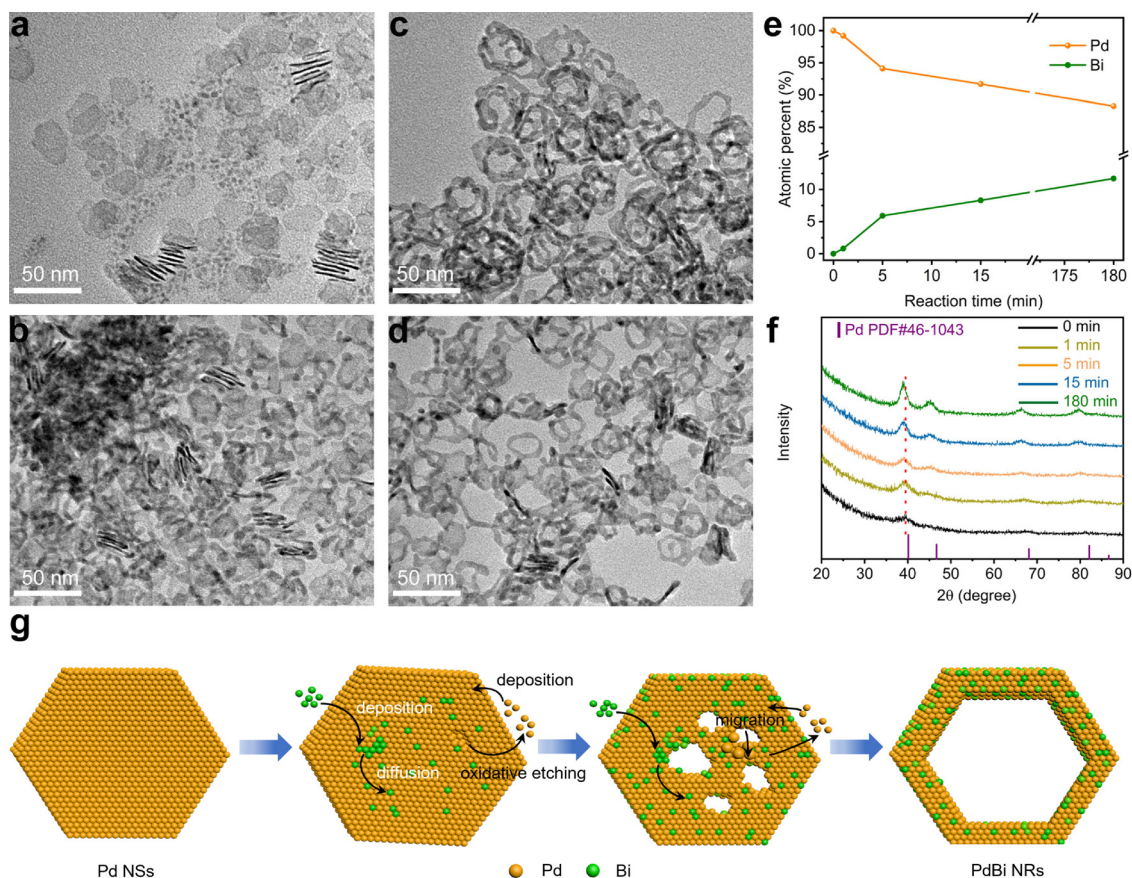 a
50 nm
c
50 nm
e
100
95
90
85
10
5
0
Atomic percent (%)
Pd
Bi
0 5 10 15 175 180
Reaction time (min)
b
50 nm
d
50 nm
f
Pd PDF#46-1043
0 min
1 min
5 min
15 min
180 min
Intensity
20 30 40 50 60 70 80 90
2θ (degree)
g
deposition
deposition
diffusion
oxidative etching
migration
Pd NSs
Pd
Bi
PdBi NRs